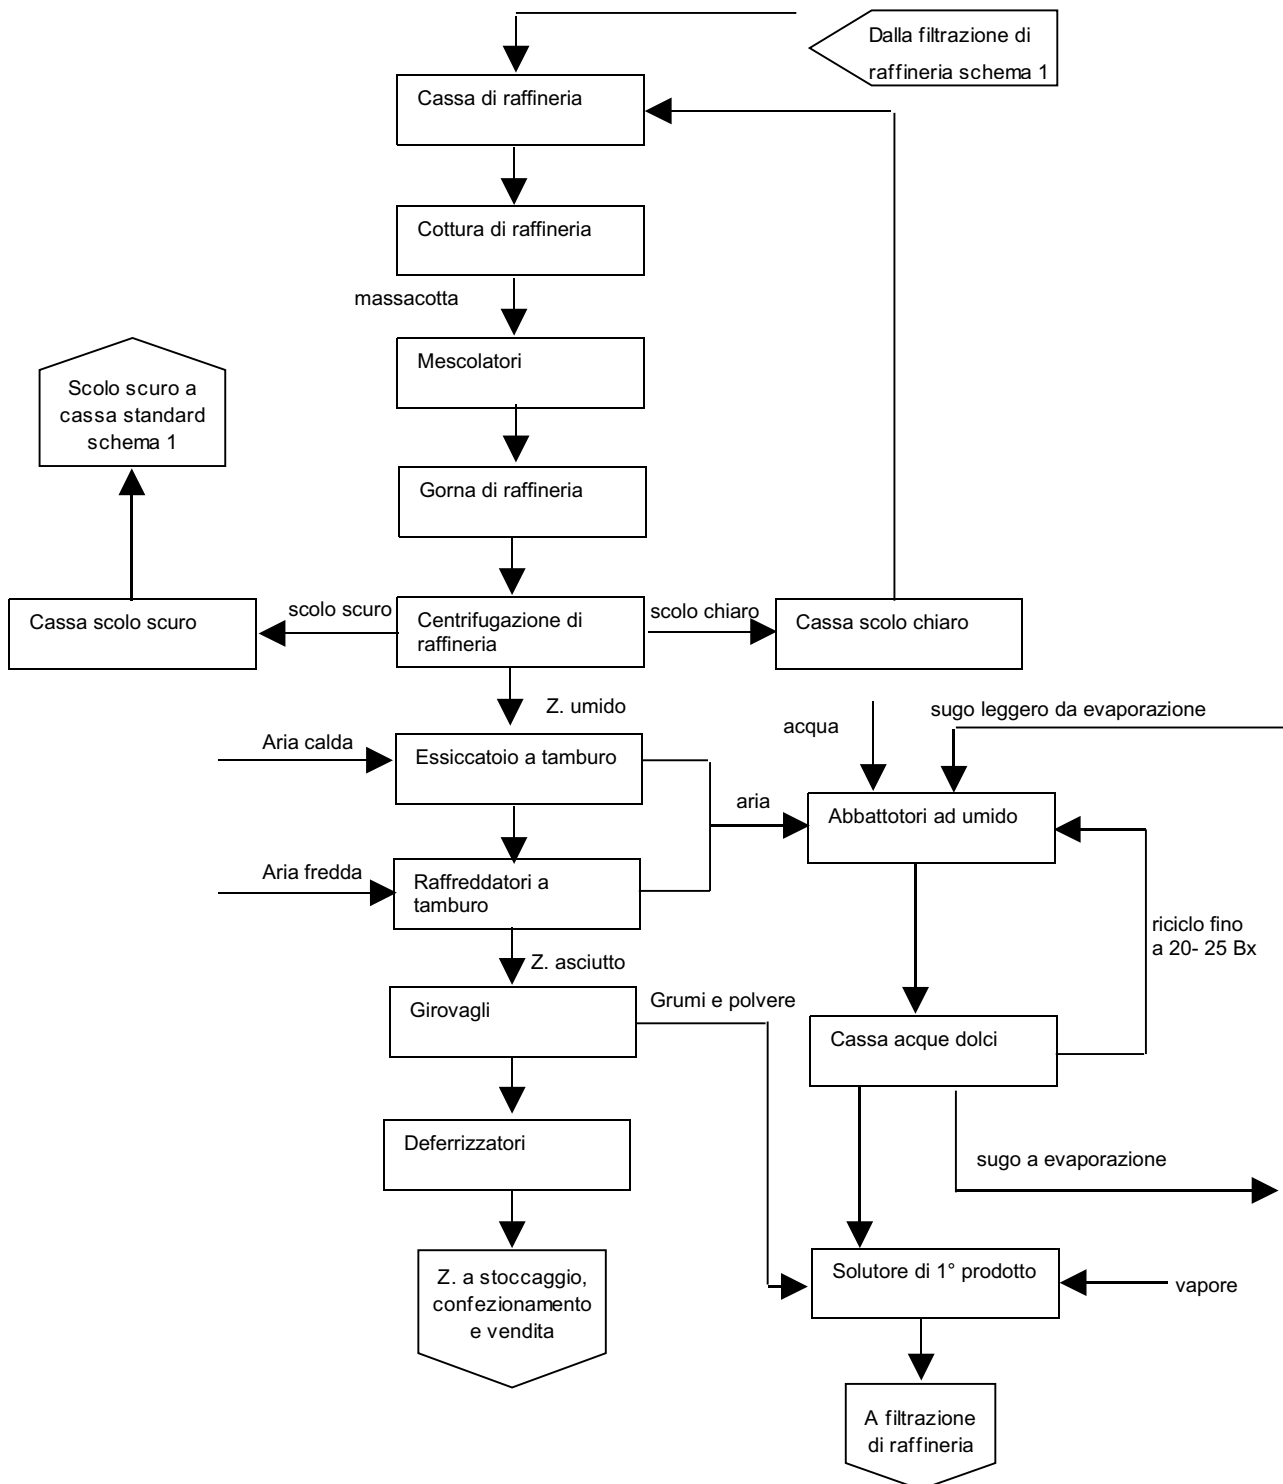 Dalla filtrazione di
raffineria schema 1
Cassa di raffineria
Cottura di raffineria
massacotta
Mescolatori
Scolo scuro a
cassa standard
schema 1
Gorna di raffineria
Cassa scolo scuro
scolo scuro
Centrifugazione di
raffineria
scolo chiaro
Cassa scolo chiaro
Z. umido
acqua
sugo leggero da evaporazione
Aria calda
Essiccatoio a tamburo
aria
Abbattotori ad umido
Aria fredda
Raffreddatori a
tamburo
riciclo fino
a 20- 25 Bx
Z. asciutto
Girovagli
Grumi e polvere
Cassa acque dolci
Deferrizzatori
sugo a evaporazione
Z. a stoccaggio,
confezionamento
e vendita
Solutore di 1° prodotto
vapore
A filtrazione
di raffineria